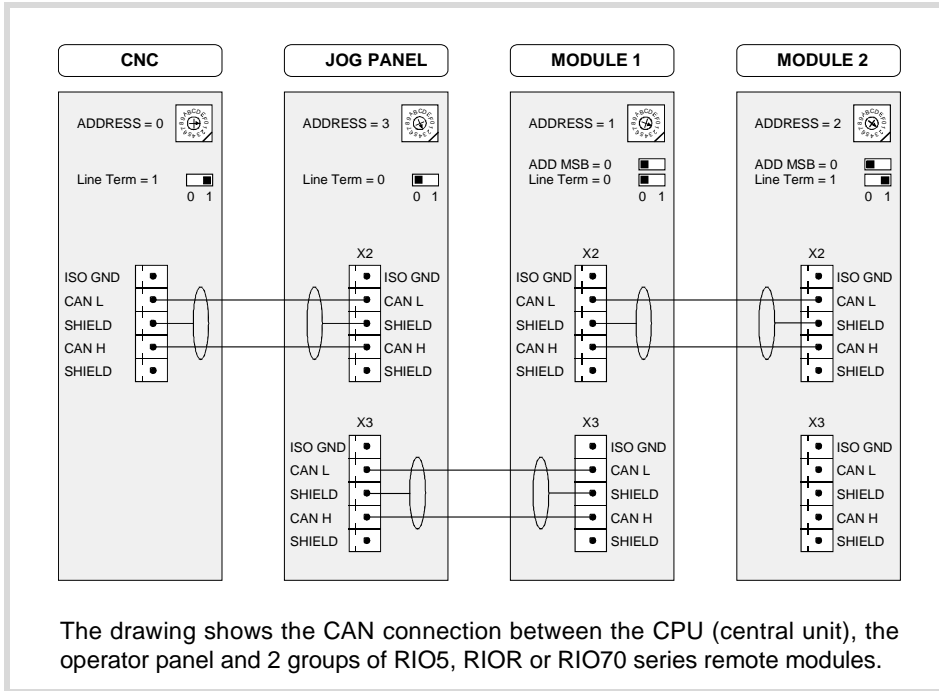 CNC
JOG PANEL
MODULE 1
MODULE 2
ADDRESS = 0
ADDRESS = 3
ADDRESS = 1
ADDRESS = 2
ADD MSB = 0
ADD MSB = 0
Line Term = 1
Line Term = 0
Line Term = 0
Line Term = 1
0 1
0 1
0 1
0 1
X2
X2
X2
ISO GND
ISO GND
ISO GND
ISO GND
CAN L
CAN L
CAN L
CAN L
SHIELD
SHIELD
SHIELD
SHIELD
CAN H
CAN H
CAN H
CAN H
SHIELD
SHIELD
SHIELD
SHIELD
X3
X3
X3
ISO GND
ISO GND
ISO GND
CAN L
CAN L
CAN L
SHIELD
SHIELD
SHIELD
CAN H
CAN H
CAN H
SHIELD
SHIELD
SHIELD
The drawing shows the CAN connection between the CPU (central unit), the
operator panel and 2 groups of RIO5, RIOR or RIO70 series remote modules.